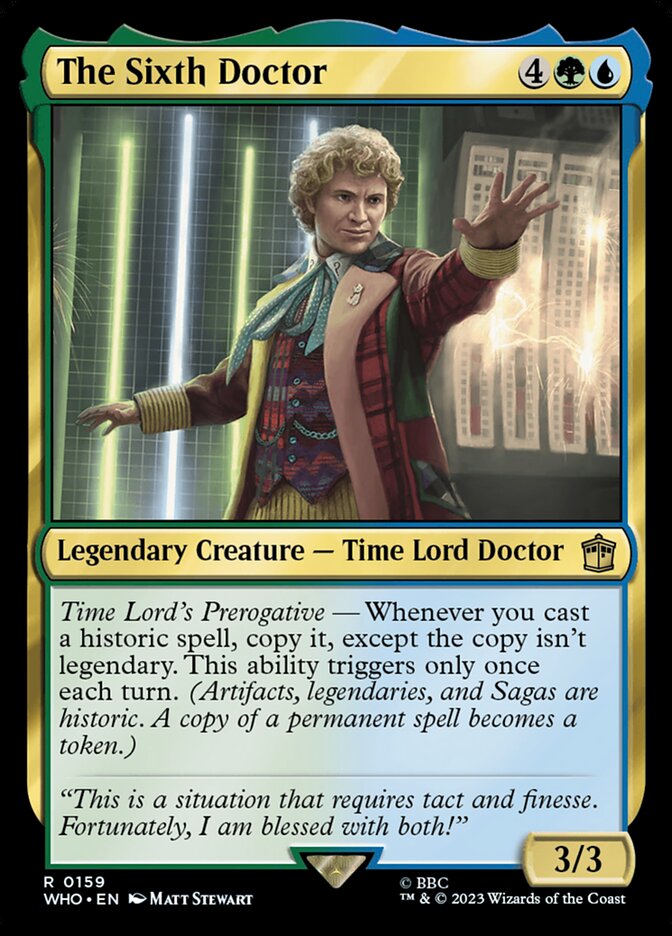 The Sixth Doctor 4
Legendary Creature — Time Lord Doctor
Time Lord's Prerogative — Whenever you cast
a historic spell, copy it, except the copy isn't
legendary. This ability triggers only once
each turn. (Artifacts, legendaries, and Sagas are
historic. A copy of a permanent spell becomes a
token.)
“This is a situation that requires tact and finesse.
Fortunately, I am blessed with both!”
3/3
R 0159
WHO • EN Matt Stewart
© BBC
™ & © 2023 Wizards of the Coast